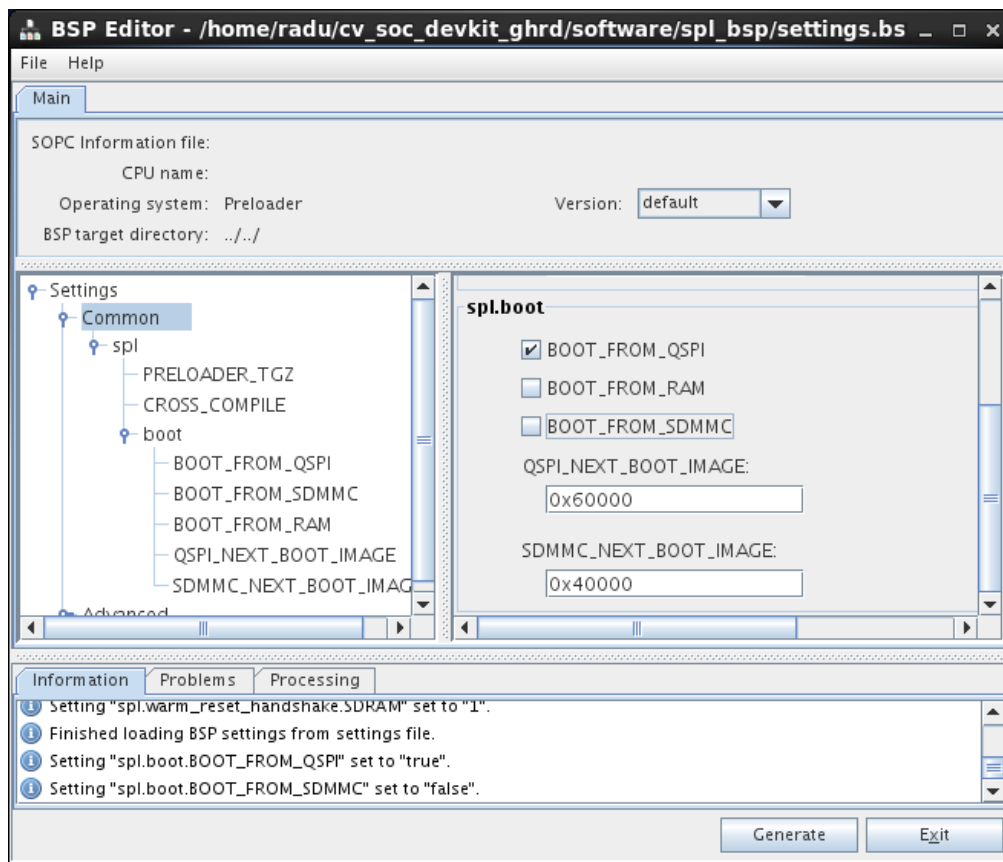 BSP Editor - /home/radu/cv_soc_devkit_ghrd/software/spl_bsp/settings.bs
File Help
Main
SOPC Information file:
CPU name:
Operating system: Preloader
Version: default
BSP target directory: ../../
Settings
Common
spl
PRELOADER_TGZ
CROSS_COMPILE
boot
BOOT_FROM_QSPI
BOOT_FROM_SDMMC
BOOT_FROM_RAM
QSPI_NEXT_BOOT_IMAGE
SDMMC_NEXT_BOOT_IMAG
Advanced
spl.boot
BOOT_FROM_QSPI
BOOT_FROM_RAM
BOOT_FROM_SDMMC
QSPI_NEXT_BOOT_IMAGE:
0x60000
SDMMC_NEXT_BOOT_IMAGE:
0x40000
Information Problems Processing
Setting "spl.warm_reset_handshake.SDRAM" set to "1".
Finished loading BSP settings from settings file.
Setting "spl.boot.BOOT_FROM_QSPI" set to "true".
Setting "spl.boot.BOOT_FROM_SDMMC" set to "false".
Generate Exit